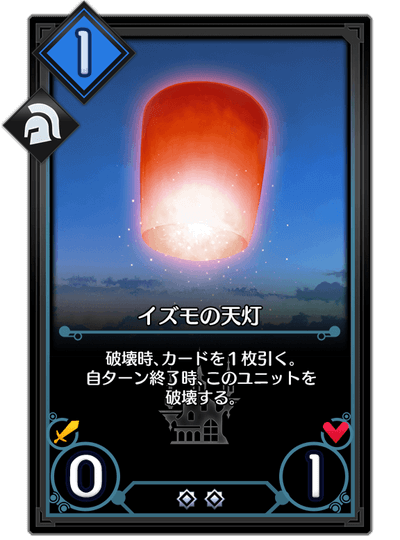 1
イズモの天灯
破壊時、カードを1枚引く。
自ターン終了時、このユニットを
破壊する。
0
1